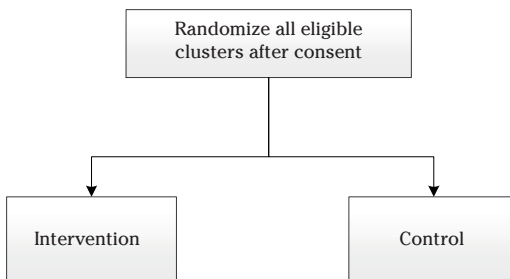 Randomize all eligible
clusters after consent
Intervention
Control